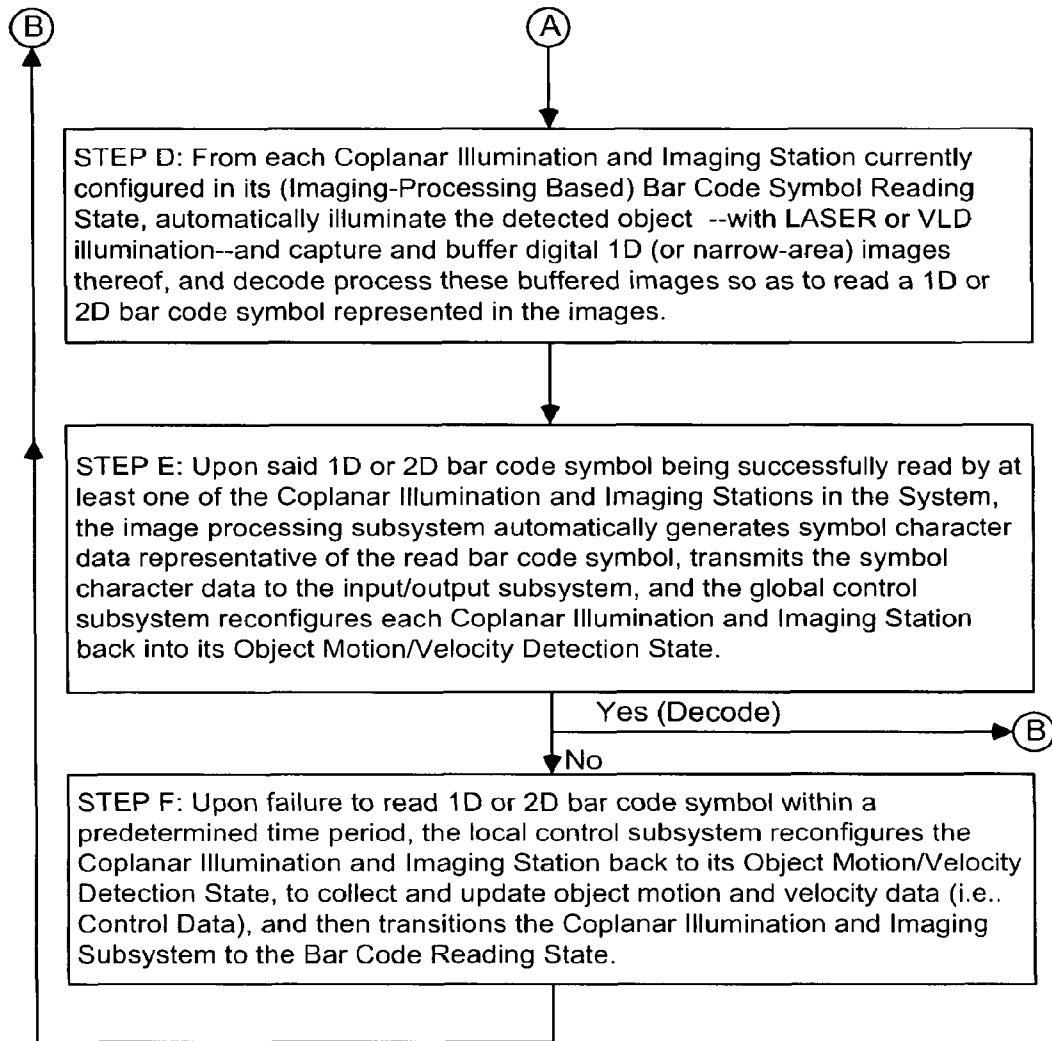 B
A
STEP D: From each Coplanar Illumination and Imaging Station currently
configured in its (Imaging-Processing Based) Bar Code Symbol Reading
State, automatically illuminate the detected object --with LASER or VLD
illumination--and capture and buffer digital 1D (or narrow-area) images
thereof, and decode process these buffered images so as to read a 1D or
2D bar code symbol represented in the images.
STEP E: Upon said 1D or 2D bar code symbol being successfully read by at
least one of the Coplanar Illumination and Imaging Stations in the System,
the image processing subsystem automatically generates symbol character
data representative of the read bar code symbol, transmits the symbol
character data to the input/output subsystem, and the global control
subsystem reconfigures each Coplanar Illumination and Imaging Station
back into its Object Motion/Velocity Detection State.
Yes (Decode)
B
No
STEP F: Upon failure to read 1D or 2D bar code symbol within a
predetermined time period, the local control subsystem reconfigures the
Coplanar Illumination and Imaging Station back to its Object Motion/Velocity
Detection State, to collect and update object motion and velocity data (i.e..
Control Data), and then transitions the Coplanar Illumination and Imaging
Subsystem to the Bar Code Reading State.